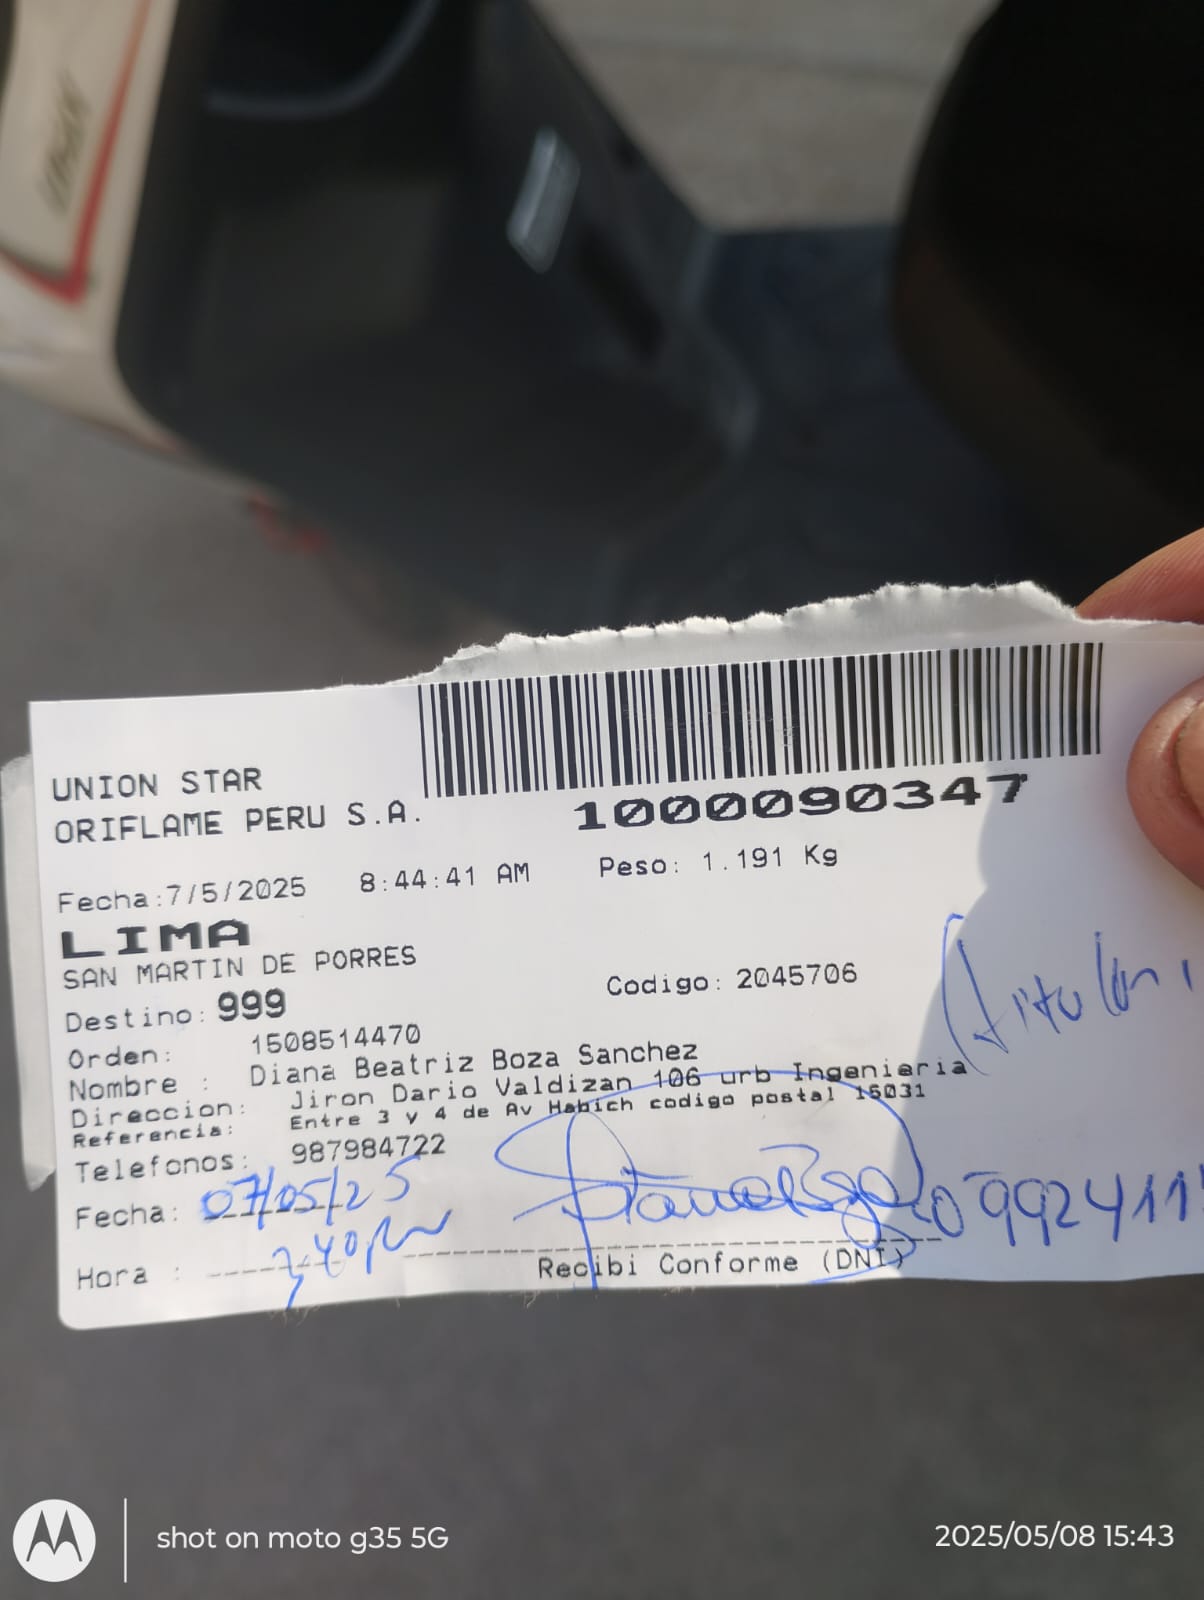 UNION STAR
ORIFLAME PERU S.A.
1000090347
Fecha:7/5/2025 8:44:41 AM Peso: 1.191 Kg
LIMA
SAN MARTIN DE PORRES
Destino: 999 Codigo: 2045706
Orden: 1508514470
Nombre : Diana Beatriz Boza Sanchez
Direccion: Jiron Dario Valdizan 106 urb Ingenieria
Referencia: Entre 3 y 4 de Av Habich codigo postal 15031
Telefonos: 987984722
Fecha: 07/05/25
Hora : 3,40pm
Recibi Conforme (DNI)
shot on moto g35 5G
2025/05/08 15:43